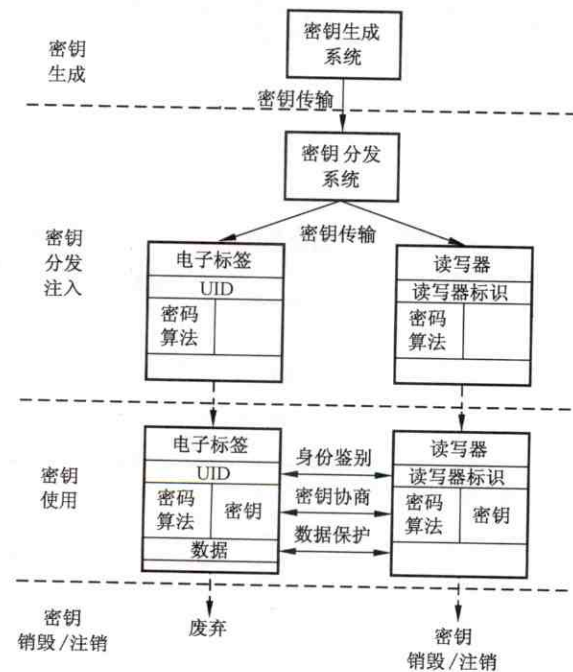 密钥
生成
密钥生成
系统
密钥传输
密钥
分发
注入
密钥分发
系统
密钥传输
电子标签
UID
密码
算法
读写器
读写器标识
密码
算法
密钥
使用
电子标签
UID
密码
算法
密钥
数据
身份鉴别
密钥协商
数据保护
读写器
读写器标识
密码
算法
密钥
密钥
销毁/注销
废弃
密钥
销毁/注销